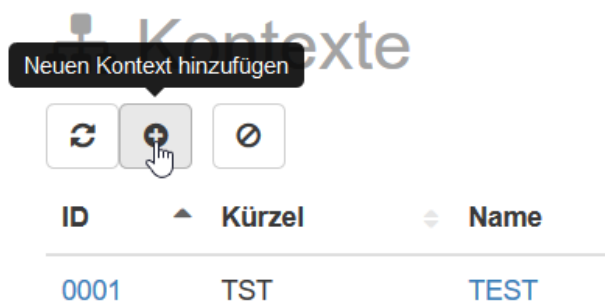 Kontexte
Neuen Kontext hinzufügen
ID Kürzel Name
0001 TST TEST